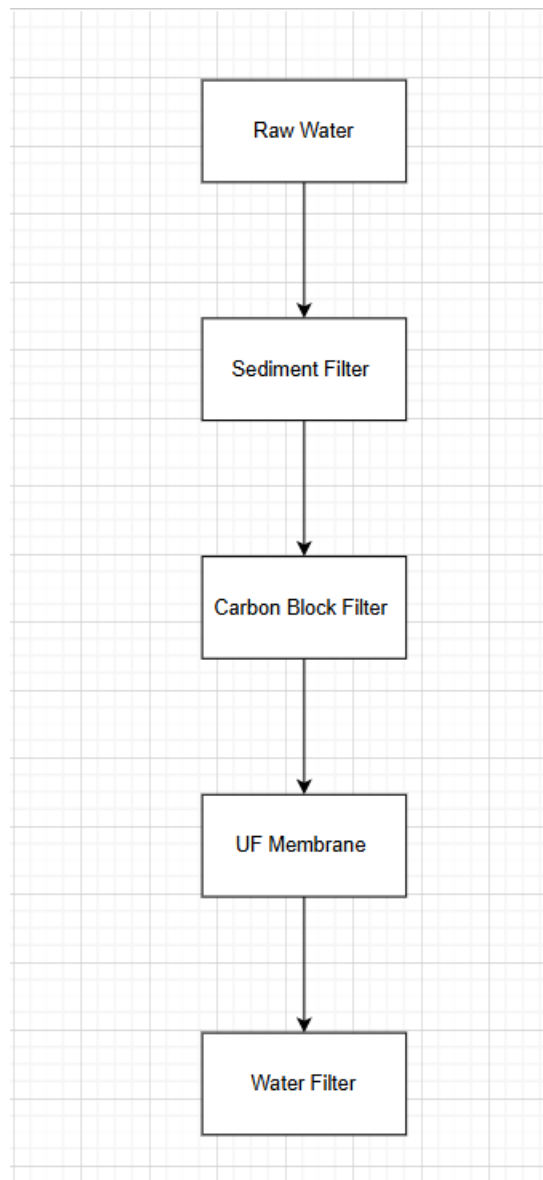 Raw Water
Sediment Filter
Carbon Block Filter
UF Membrane
Water Filter